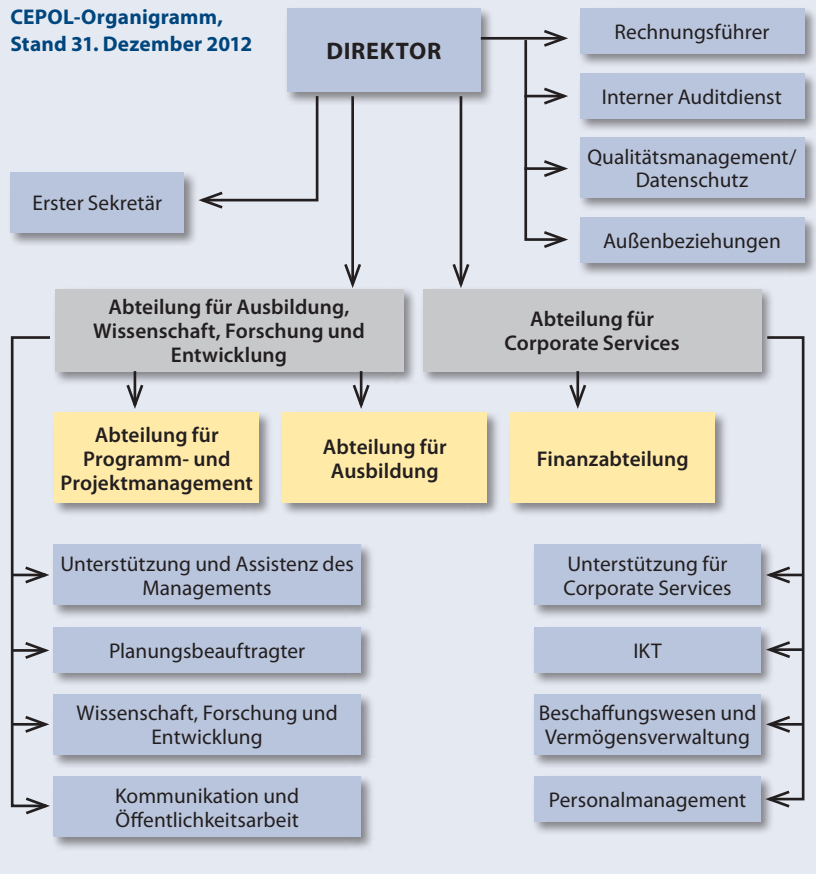 CEPOL-Organigramm,
Stand 31. Dezember 2012
DIREKTOR
Rechnungsführer
Interner Auditdienst
Qualitätsmanagement/
Datenschutz
Außenbeziehungen
Erster Sekretär
Abteilung für Ausbildung,
Wissenschaft, Forschung und
Entwicklung
Abteilung für
Corporate Services
Abteilung für
Programm- und
Projektmanagement
Abteilung für
Ausbildung
Finanzabteilung
Unterstützung und Assistenz des
Managements
Planungsbeauftragter
Wissenschaft, Forschung und
Entwicklung
Kommunikation und
Öffentlichkeitsarbeit
Unterstützung für
Corporate Services
IKT
Beschaffungswesen und
Vermögensverwaltung
Personalmanagement